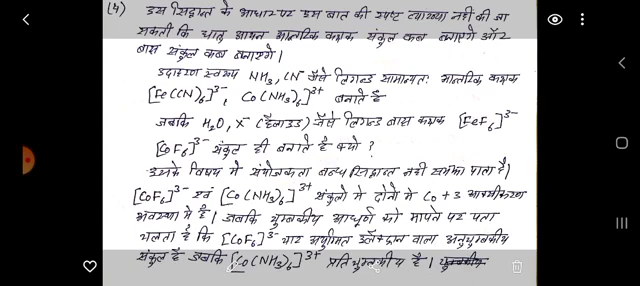 (4) इस सिद्धान्त के आधार पर इस बात की स्पष्ट व्याख्या नहीं की जा
सकती कि धातु आयन आन्तरिक कक्षक संकुल कब बनाएगे और
बाह्य संकुल कब बनाएगे।
उदाहरण स्वरूप NH₃, CN⁻ जैसे लिगेन्ड सामान्यतः आन्तरिक कक्षक
[Fe(CN)₆]³⁻, Co(NH₃)₆]³⁺ बनाते है
जबकि H₂O, X⁻ (हैलाइड) जैसे लिगेन्ड बाह्य कक्षक [FeF₆]³⁻
[CoF₆]³⁻ संकुल ही बनाते है क्यो ?
इसके विषय मे संयोजकता बन्ध सिद्धान्त नही समझा पाता है।
[CoF₆]³⁻ एवं [Co(NH₃)₆]³⁺ संकुलो मे दोनो मे Co +3 आक्सीकरण
अवस्था मे है। जबकि चुम्बकीय आघूर्ण को मापने पर पता
चलता है कि [CoF₆]³⁻ चार अयुग्मित इलेक्ट्रान वाला अनुचुम्बकीय
संकुल है जबकि [Co(NH₃)₆]³⁺ प्रति चुम्बकीय है।